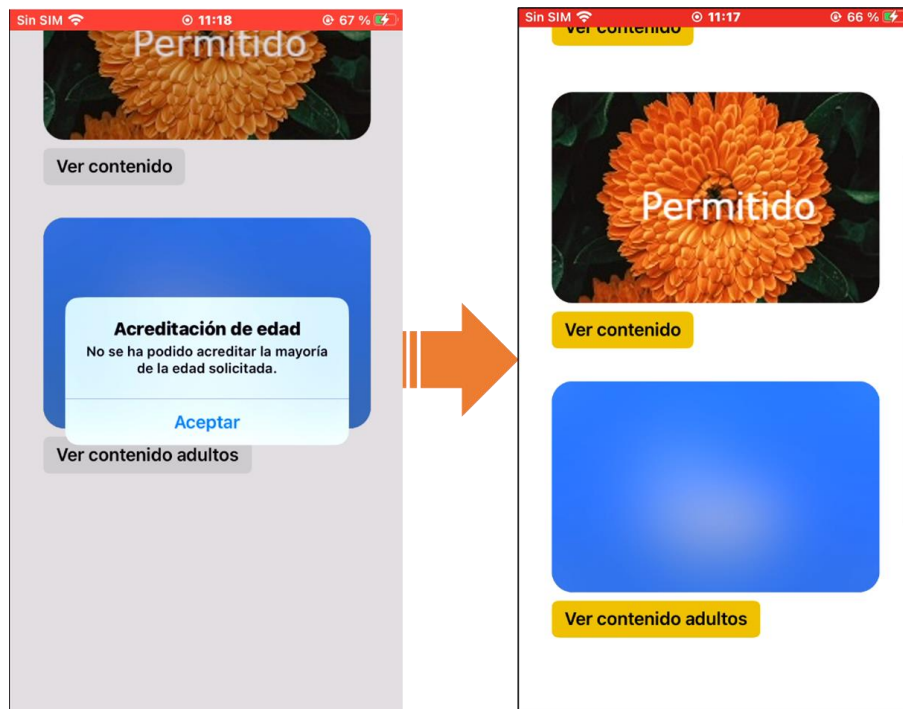 Sin SIM 11:18 67 %
Permitido
Ver contenido
Acreditación de edad
No se ha podido acreditar la mayoría
de la edad solicitada.
Aceptar
Ver contenido adultos
Sin SIM 11:17 66 %
Ver contenido
Permitido
Ver contenido
Ver contenido adultos